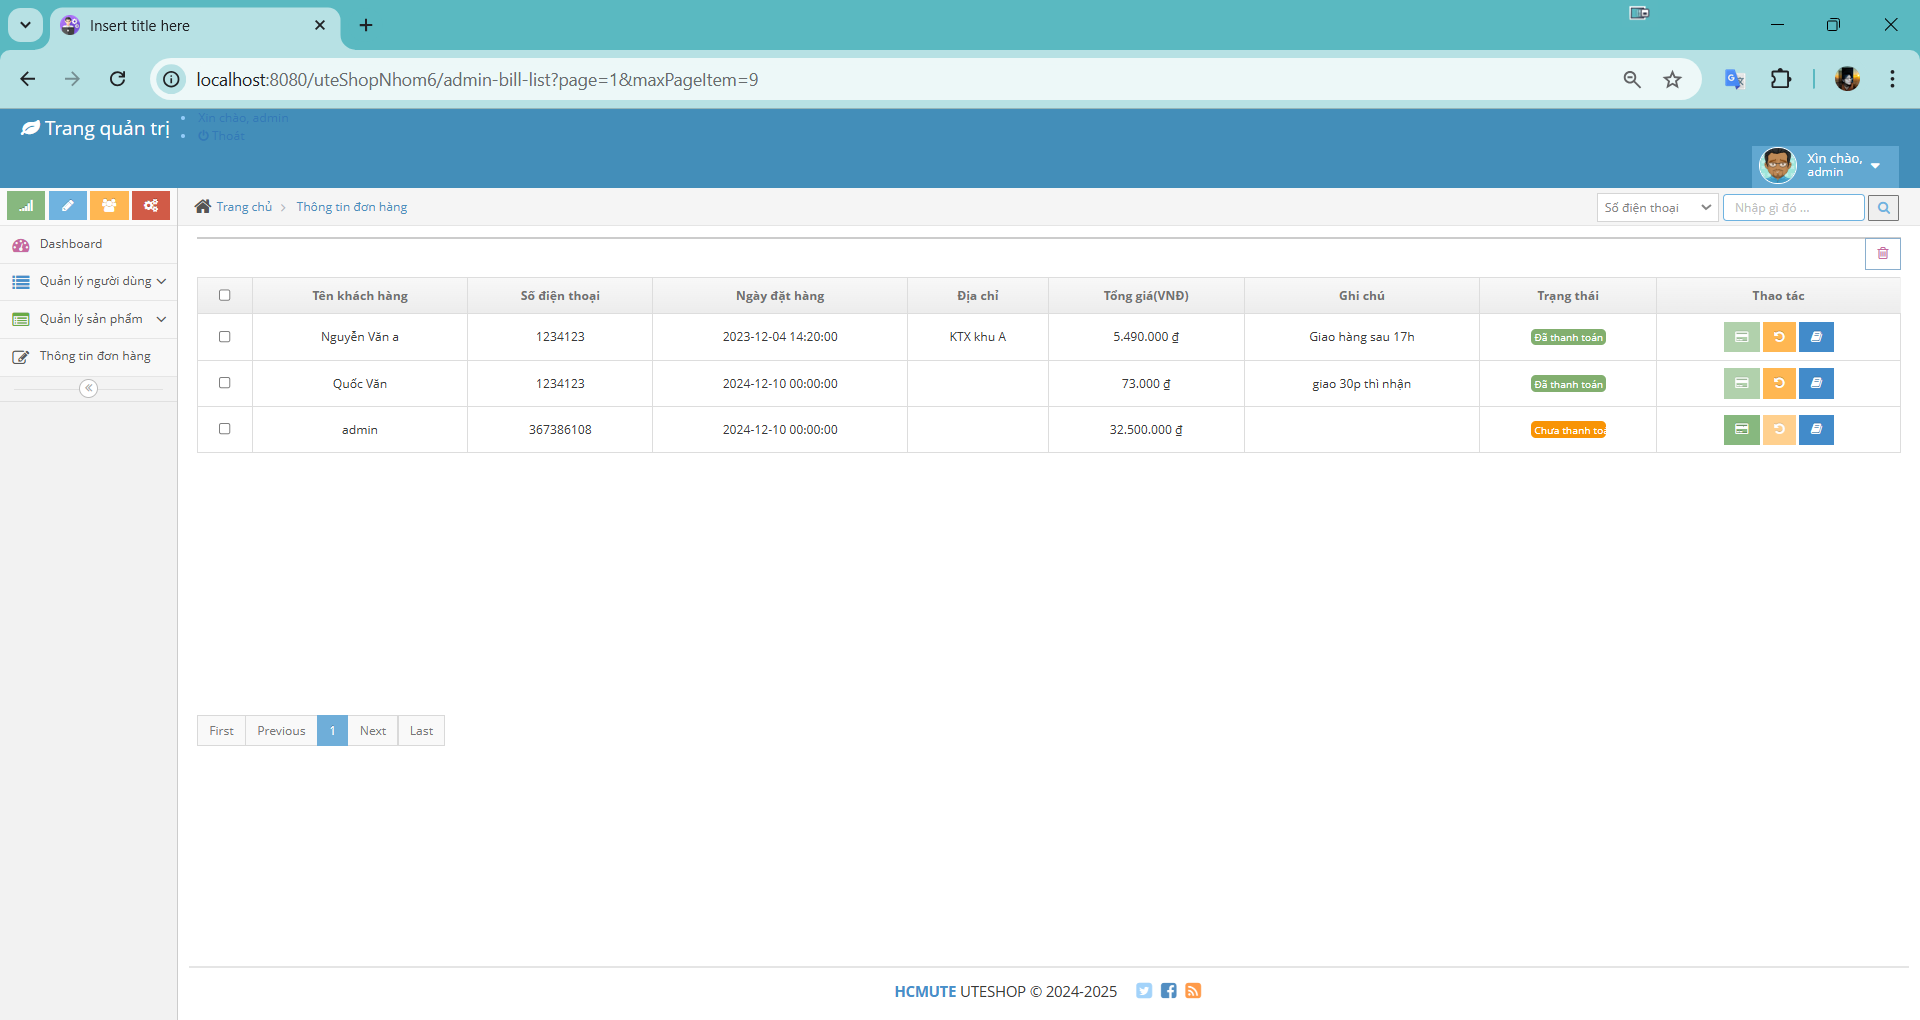 Insert title here
localhost:8080/uteShopNhom6/admin-bill-list?page=1&maxPageItem=9
Trang quản trị
Xin chào, admin
Thoát
Xìn chào,
admin
Trang chủ > Thông tin đơn hàng
Số điện thoại
Nhập gì đó ...
Dashboard
Quản lý người dùng
Quản lý sản phẩm
Thông tin đơn hàng
Tên khách hàng Số điện thoại Ngày đặt hàng Địa chỉ Tổng giá(VNĐ) Ghi chú Trạng thái Thao tác
Nguyễn Văn a 1234123 2023-12-04 14:20:00 KTX khu A 5.490.000 ₫ Giao hàng sau 17h Đã thanh toán
Quốc Văn 1234123 2024-12-10 00:00:00 73.000 ₫ giao 30p thì nhận Đã thanh toán
admin 367386108 2024-12-10 00:00:00 32.500.000 ₫ Chưa thanh toá
First Previous 1 Next Last
HCMUTE UTESHOP © 2024-2025